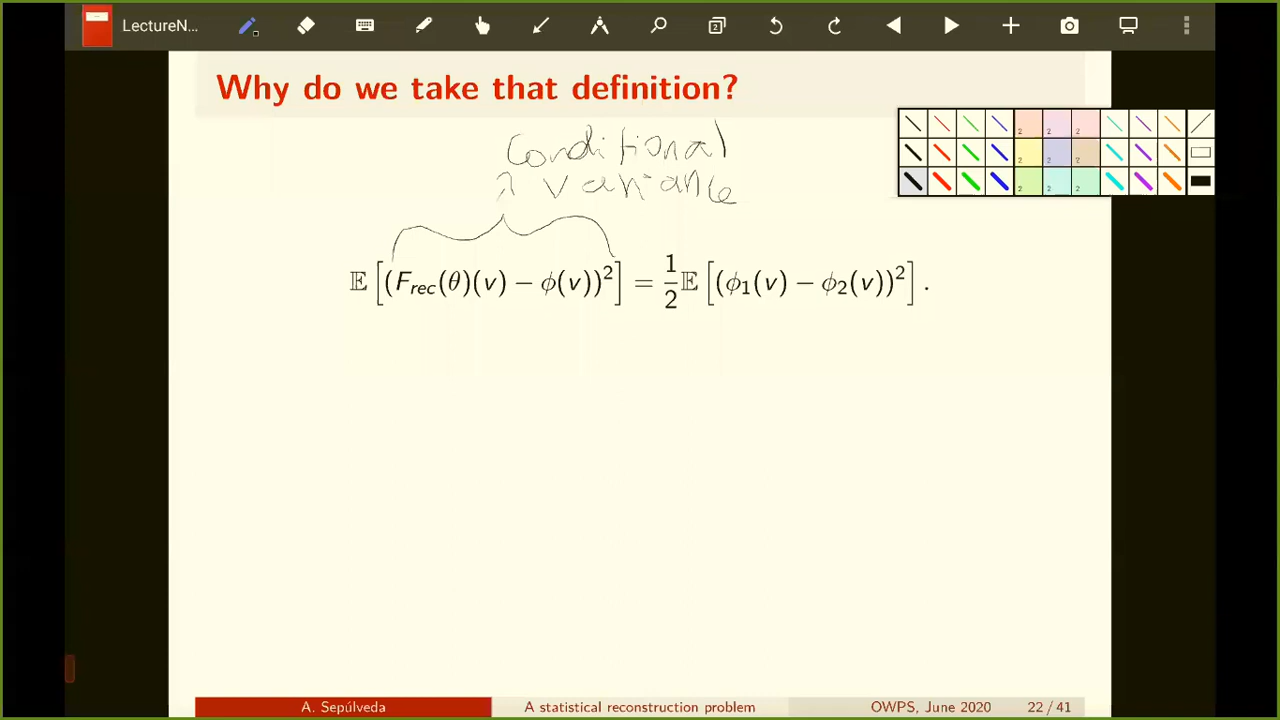 LectureN...
Why do we take that definition?
conditional
variance
𝔼[(F_rec(θ)(v) − ϕ(v))²] = 1/2 𝔼[(ϕ₁(v) − ϕ₂(v))²].
A. Sepúlveda
A statistical reconstruction problem
OWPS, June 2020
22 / 41